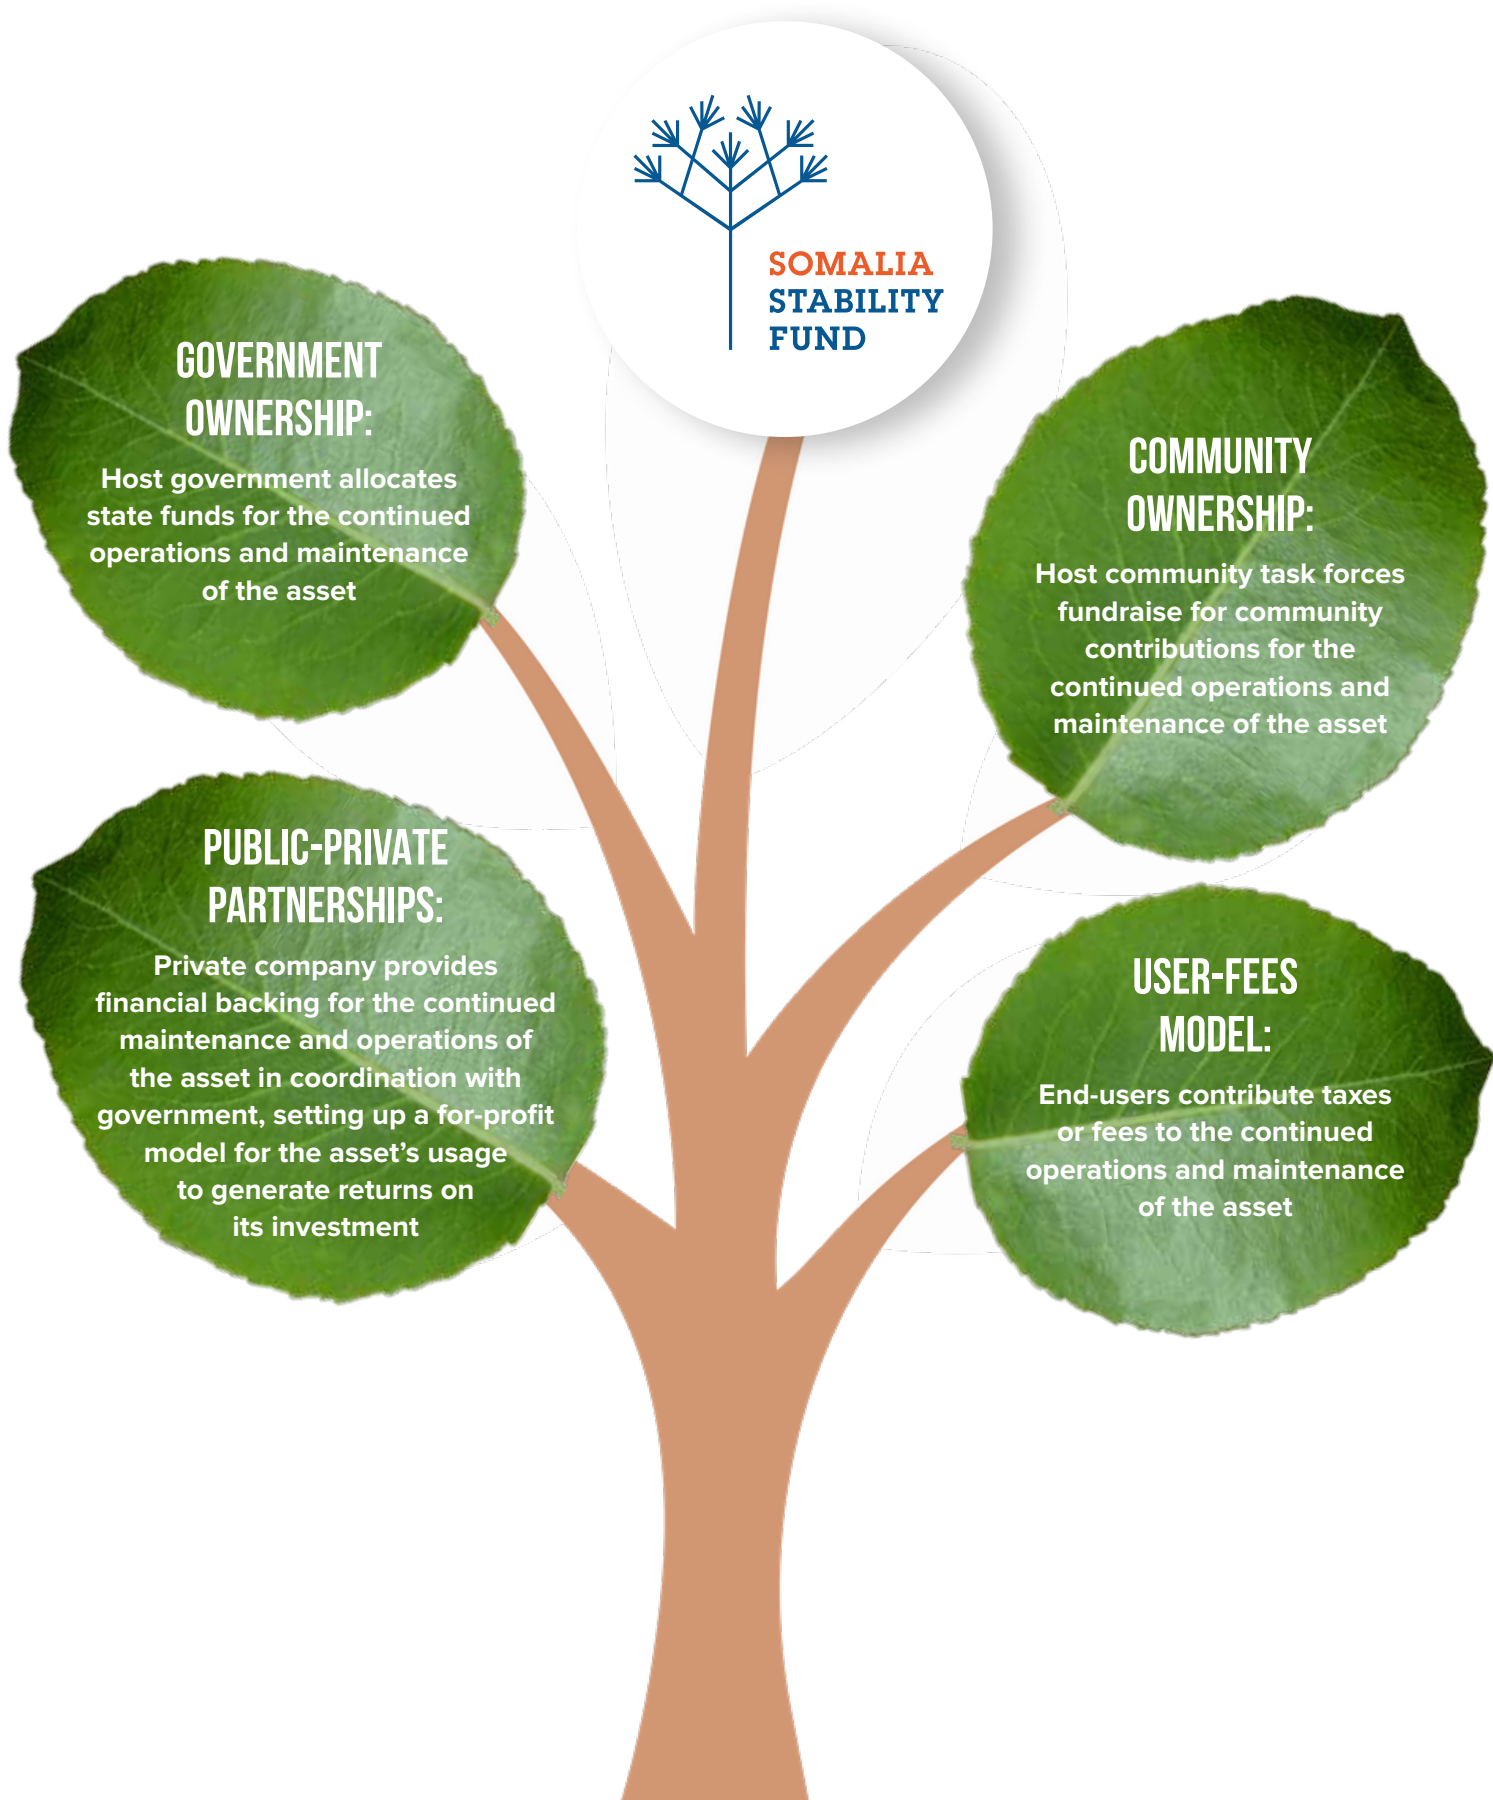 SOMALIA
STABILITY
FUND
GOVERNMENT
OWNERSHIP:
Host government allocates
state funds for the continued
operations and maintenance
of the asset
COMMUNITY
OWNERSHIP:
Host community task forces
fundraise for community
contributions for the
continued operations and
maintenance of the asset
PUBLIC-PRIVATE
PARTNERSHIPS:
Private company provides
financial backing for the continued
maintenance and operations of
the asset in coordination with
government, setting up a for-profit
model for the asset’s usage
to generate returns on
its investment
USER-FEES
MODEL:
End-users contribute taxes
or fees to the continued
operations and maintenance
of the asset